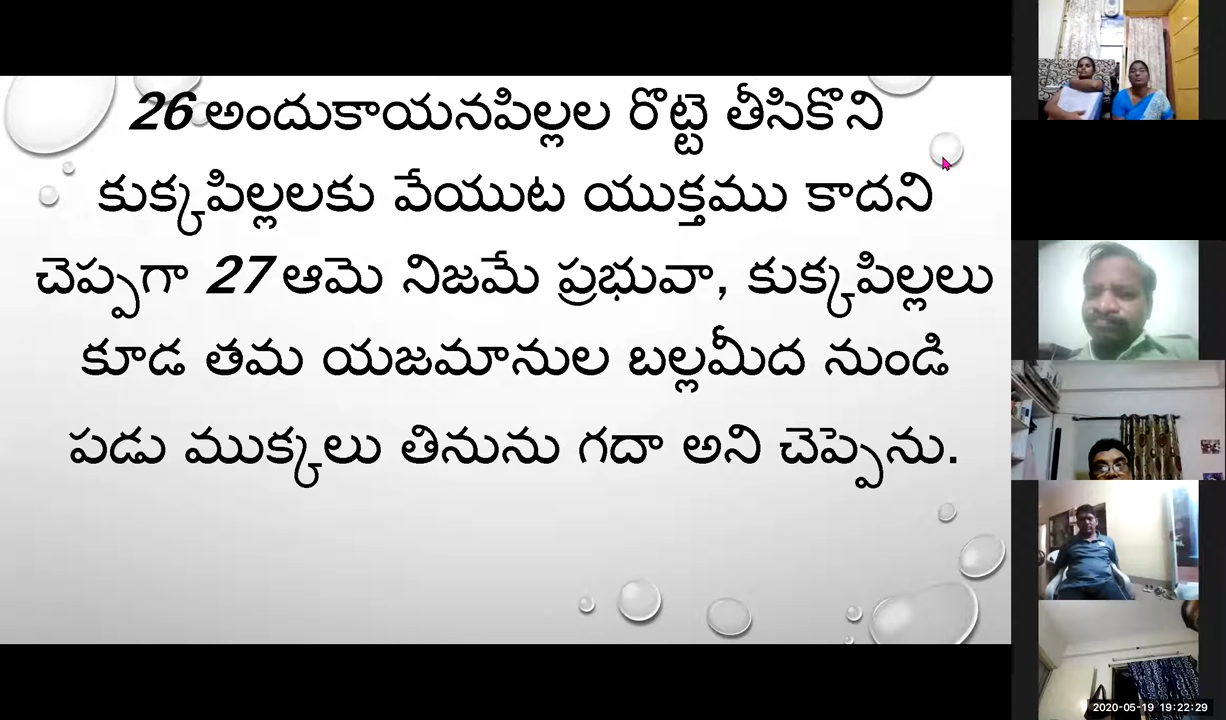 26 అందుకాయనపిల్లల రొట్టె తీసికొని
కుక్కపిల్లలకు వేయుట యుక్తము కాదని
చెప్పగా 27 ఆమె నిజమే ప్రభువా, కుక్కపిల్లలు
కూడ తమ యజమానుల బల్లమీద నుండి
పడు ముక్కలు తినును గదా అని చెప్పెను.
2020-05-19 19:22:29